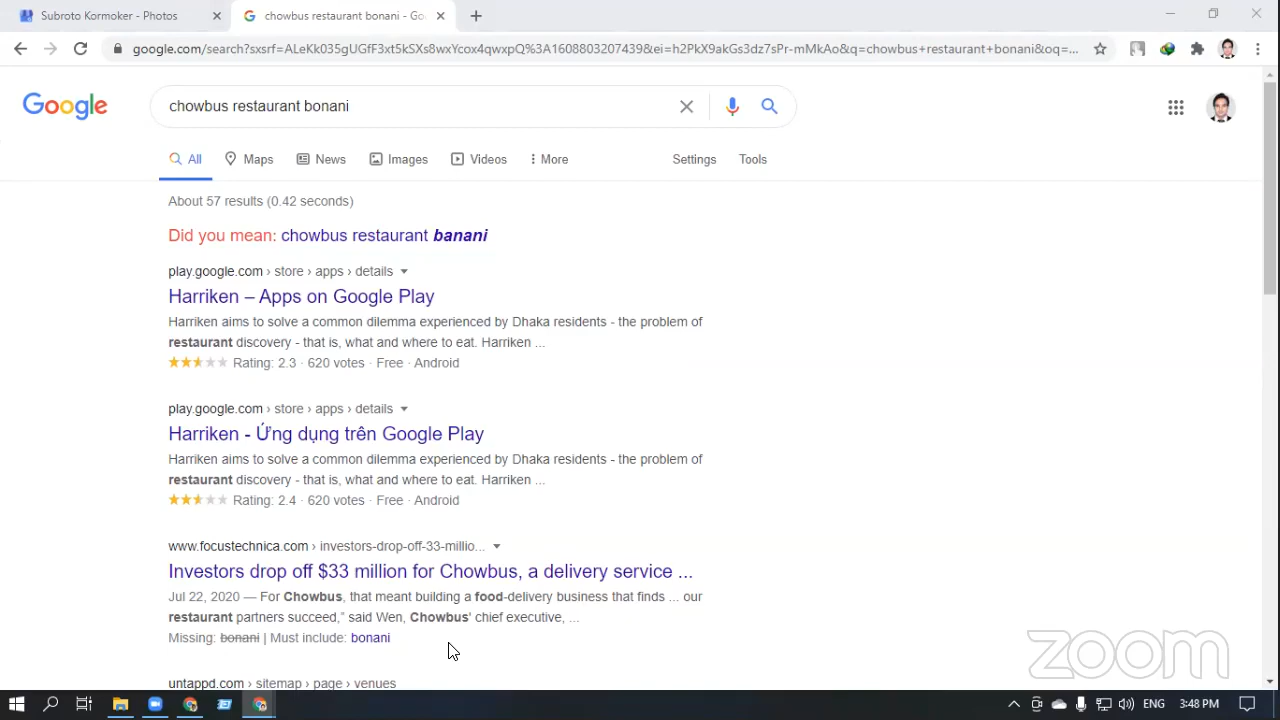 Subroto Kormoker - Photos
chowbus restaurant bonani - Goo
google.com/search?sxsrf=ALeKk035gUGfF3xt5kSXs8wxYcox4qwxpQ%3A1608803207439&ei=h2PkX9akGs3dz7sPr-mMkAo&q=chowbus+restaurant+bonani&oq=...
Google
chowbus restaurant bonani
All
Maps
News
Images
Videos
More
Settings
Tools
About 57 results (0.42 seconds)
Did you mean: chowbus restaurant banani
play.google.com › store › apps › details
Harriken – Apps on Google Play
Harriken aims to solve a common dilemma experienced by Dhaka residents - the problem of
restaurant discovery - that is, what and where to eat. Harriken ...
Rating: 2.3 · 620 votes · Free · Android
play.google.com › store › apps › details
Harriken - Ứng dụng trên Google Play
Harriken aims to solve a common dilemma experienced by Dhaka residents - the problem of
restaurant discovery - that is, what and where to eat. Harriken ...
Rating: 2.4 · 620 votes · Free · Android
www.focustechnica.com › investors-drop-off-33-millio...
Investors drop off $33 million for Chowbus, a delivery service ...
Jul 22, 2020 — For Chowbus, that meant building a food-delivery business that finds ... our
restaurant partners succeed,” said Wen, Chowbus' chief executive, ...
Missing: bonani | Must include: bonani
untappd.com › sitemap › page › venues
zoom
ENG
3:48 PM